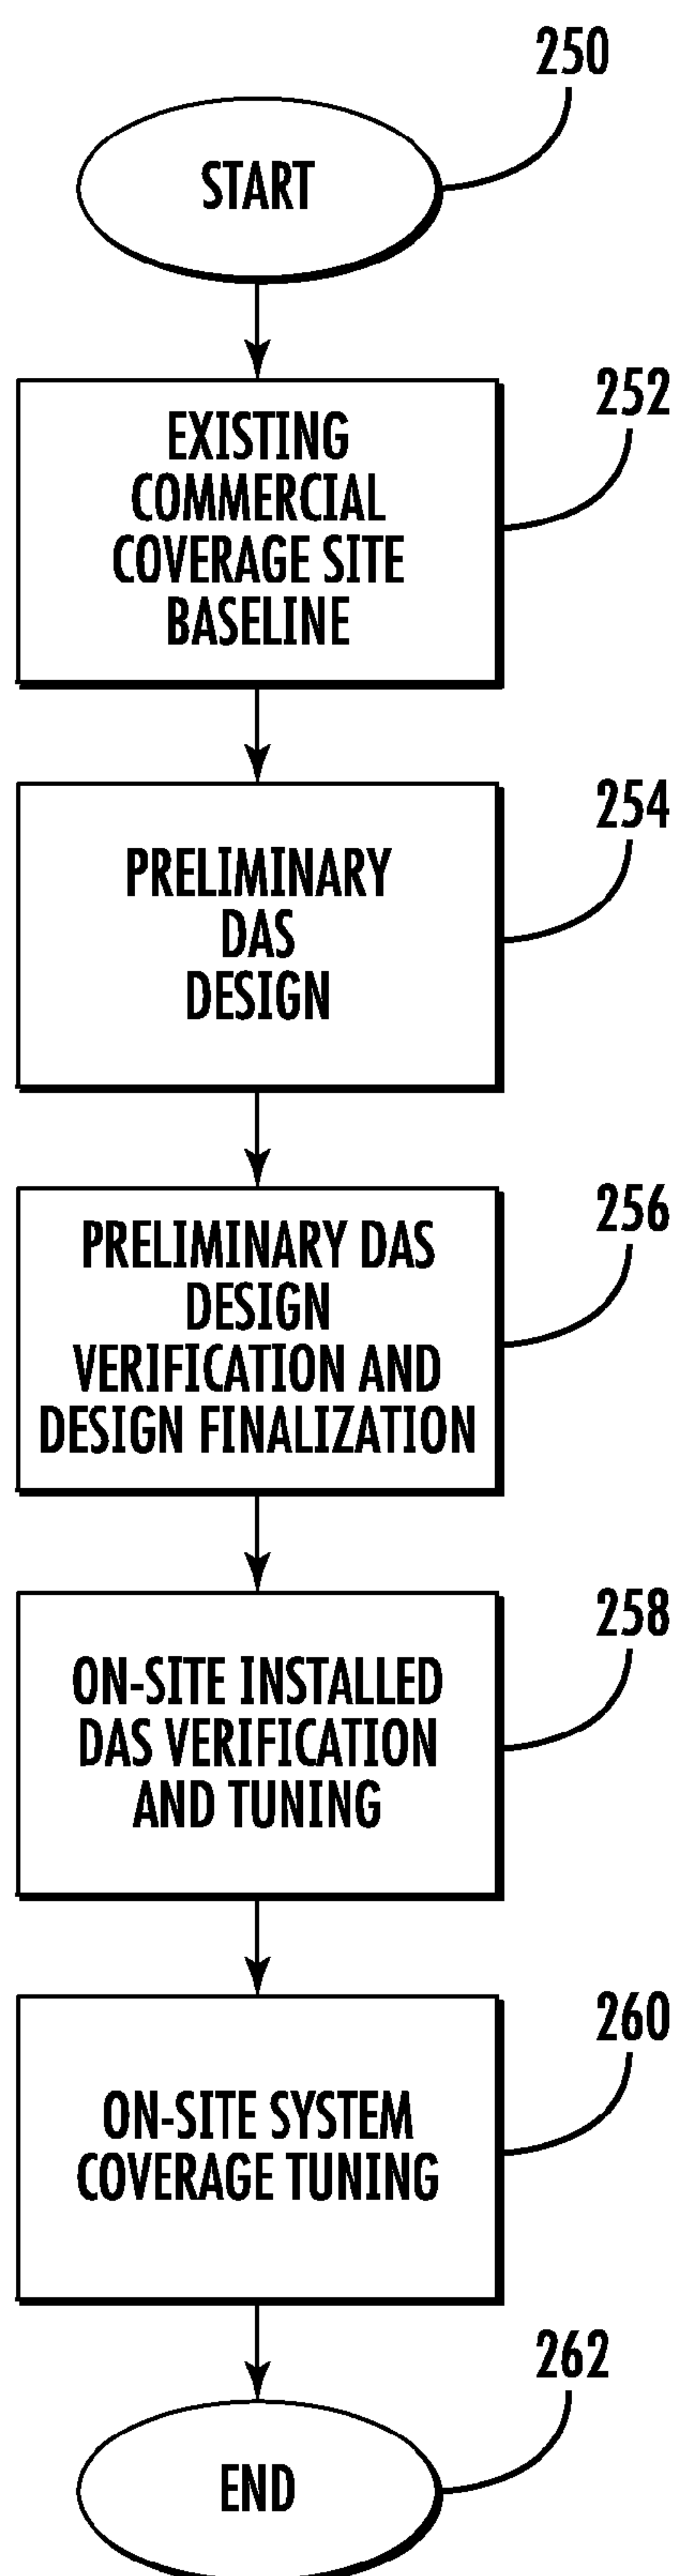 250
START
252
EXISTING
COMMERCIAL
COVERAGE SITE
BASELINE
254
PRELIMINARY
DAS
DESIGN
256
PRELIMINARY DAS
DESIGN
VERIFICATION AND
DESIGN FINALIZATION
258
ON-SITE INSTALLED
DAS VERIFICATION
AND TUNING
260
ON-SITE SYSTEM
COVERAGE TUNING
262
END